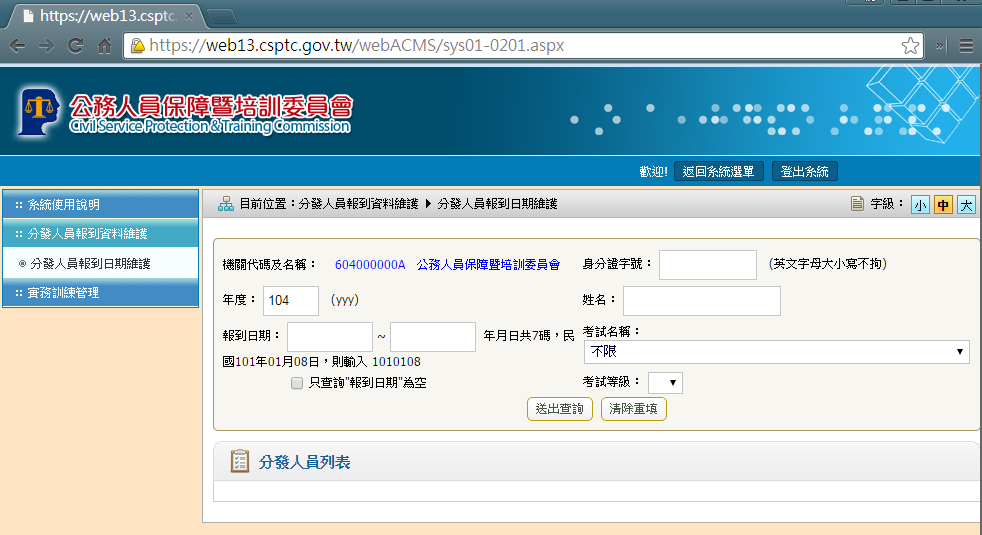 https://web13.csptc.
https://web13.csptc.gov.tw/webACMS/sys01-0201.aspx
公務人員保障暨培訓委員會
Civil Service Protection & Training Commission
歡迎! 返回系統選單 登出系統
:: 系統使用說明
:: 分發人員報到資料維護
分發人員報到日期維護
:: 實務訓練管理
目前位置：分發人員報到資料維護 分發人員報到日期維護 字級： 小 中 大
機關代碼及名稱： 604000000A 公務人員保障暨培訓委員會 身分證字號： (英文字母大小寫不拘)
年度： 104 (yyy) 姓名：
報到日期： ~ 年月日共7碼，民
國101年01月08日，則輸入 1010108
只查詢"報到日期"為空
考試名稱：
不限
考試等級：
送出查詢 清除重填
分發人員列表